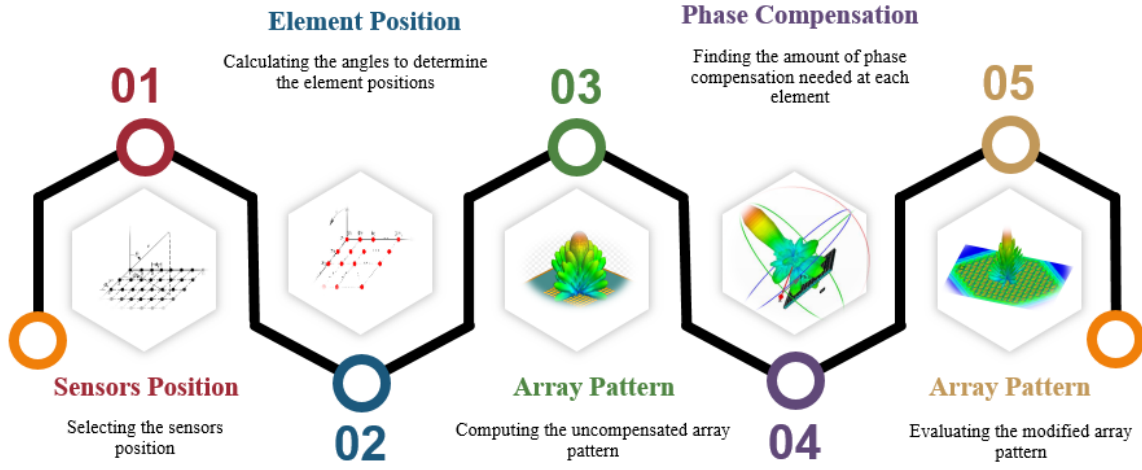 01
Sensors Position
Selecting the sensors
position
Element Position
Calculating the angles to determine
the element positions
02
03
Array Pattern
Computing the uncompensated array
pattern
Phase Compensation
Finding the amount of phase
compensation needed at each
element
04
05
Array Pattern
Evaluating the modified array
pattern